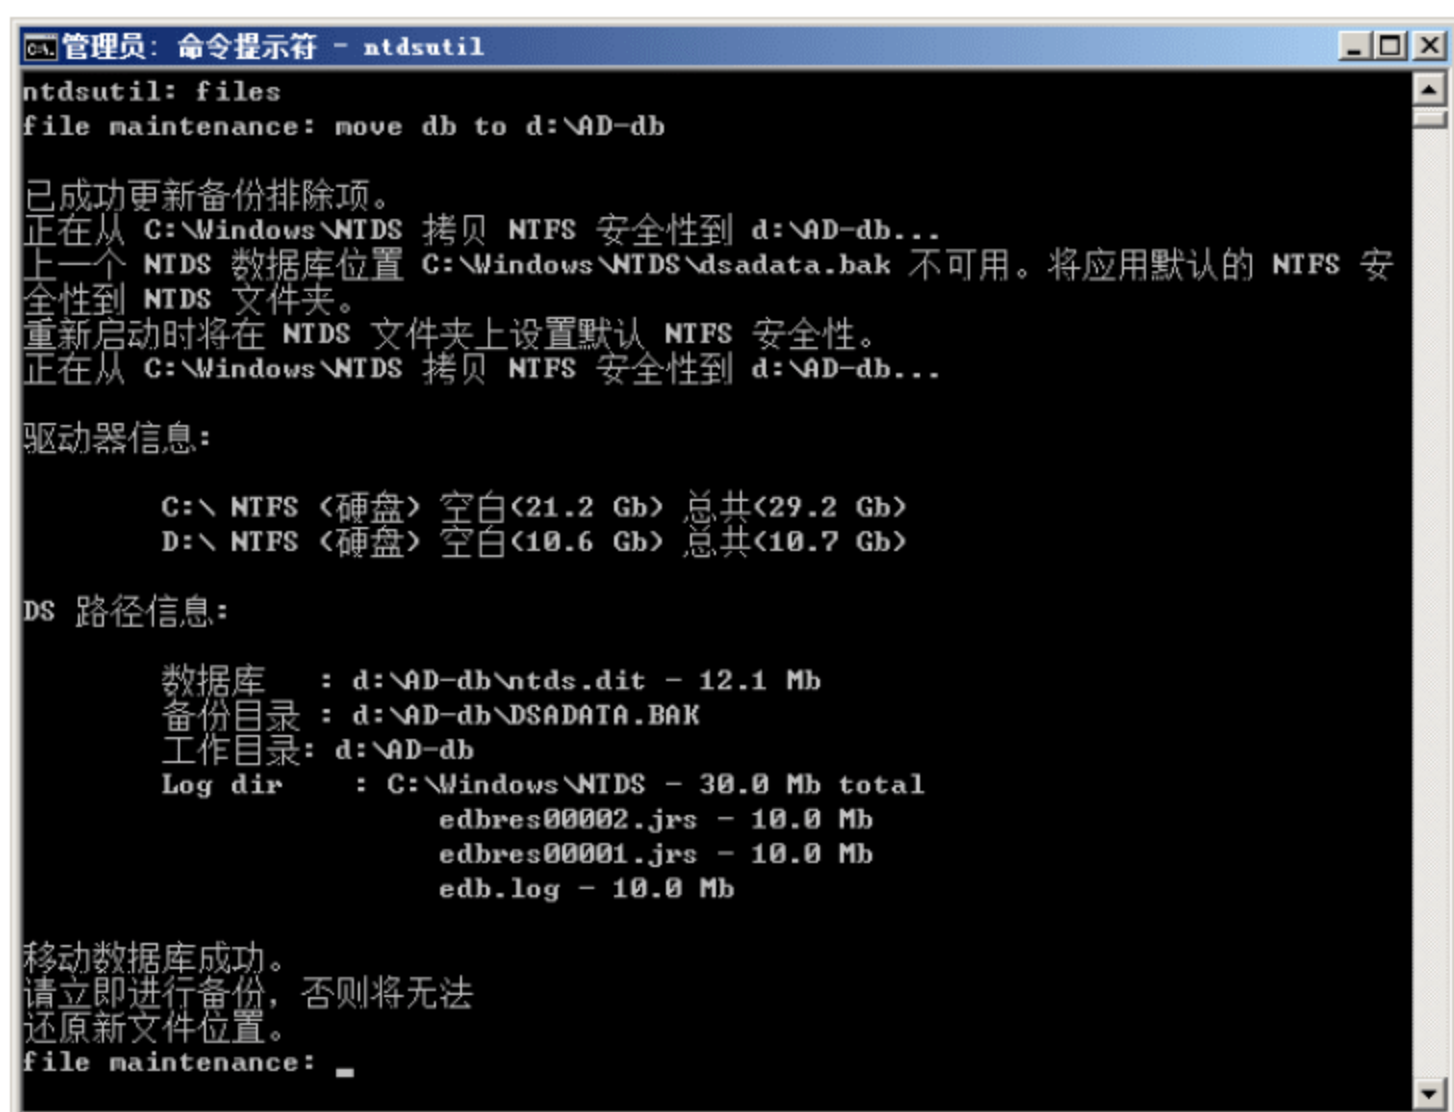 管理员: 命令提示符 - ntdsutil
ntdsutil: files
file maintenance: move db to d:\AD-db
已成功更新备份排除项。
正在从 C:\Windows\NTDS 拷贝 NTFS 安全性到 d:\AD-db...
上一个 NTDS 数据库位置 C:\Windows\NTDS\dsadata.bak 不可用。将应用默认的 NTFS 安
全性到 NTDS 文件夹。
重新启动时将在 NTDS 文件夹上设置默认 NTFS 安全性。
正在从 C:\Windows\NTDS 拷贝 NTFS 安全性到 d:\AD-db...
驱动器信息:
C:\ NTFS (硬盘) 空白(21.2 Gb) 总共(29.2 Gb)
D:\ NTFS (硬盘) 空白(10.6 Gb) 总共(10.7 Gb)
DS 路径信息:
数据库 : d:\AD-db\ntds.dit - 12.1 Mb
备份目录 : d:\AD-db\DSADATA.BAK
工作目录: d:\AD-db
Log dir : C:\Windows\NTDS - 30.0 Mb total
edbres00002.jrs - 10.0 Mb
edbres00001.jrs - 10.0 Mb
edb.log - 10.0 Mb
移动数据库成功。
请立即进行备份，否则将无法
还原新文件位置。
file maintenance: _